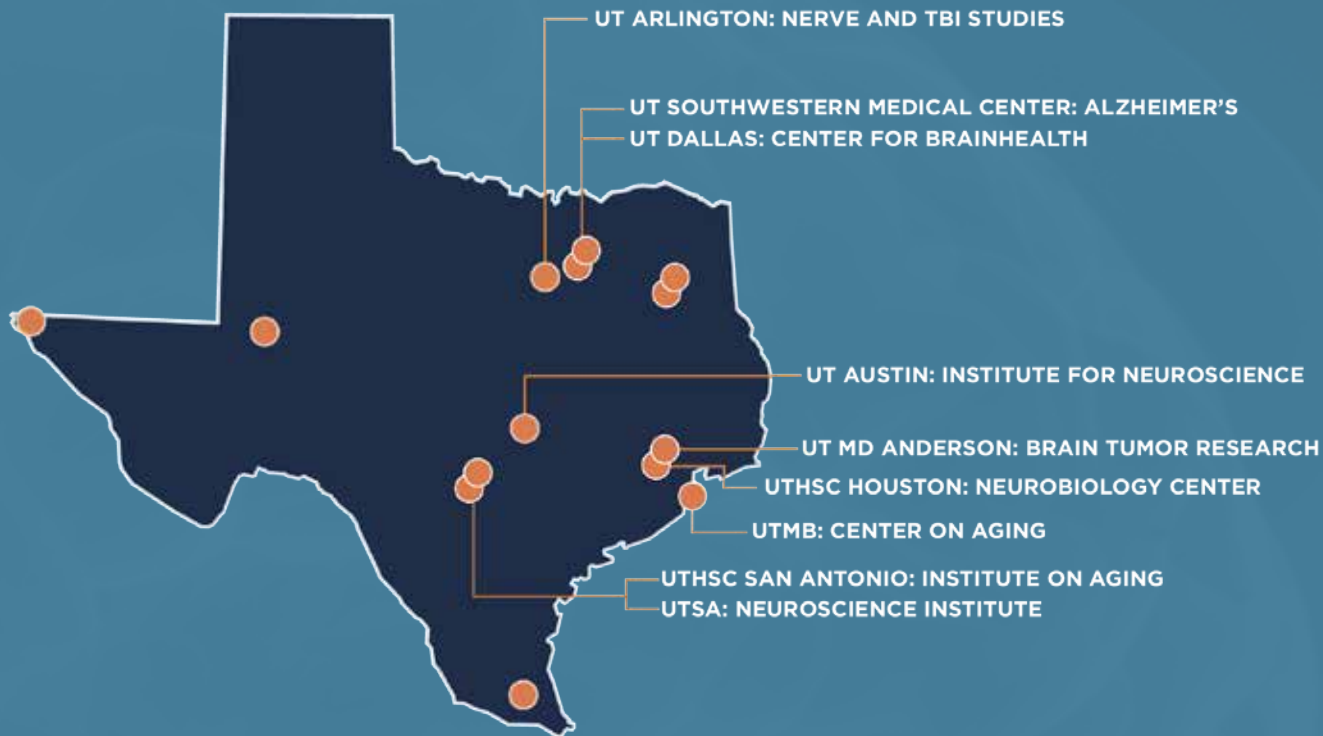 UT ARLINGTON: NERVE AND TBI STUDIES
UT SOUTHWESTERN MEDICAL CENTER: ALZHEIMER'S
UT DALLAS: CENTER FOR BRAINHEALTH
UT AUSTIN: INSTITUTE FOR NEUROSCIENCE
UT MD ANDERSON: BRAIN TUMOR RESEARCH
UTHSC HOUSTON: NEUROBIOLOGY CENTER
UTMB: CENTER ON AGING
UTHSC SAN ANTONIO: INSTITUTE ON AGING
UTSA: NEUROSCIENCE INSTITUTE